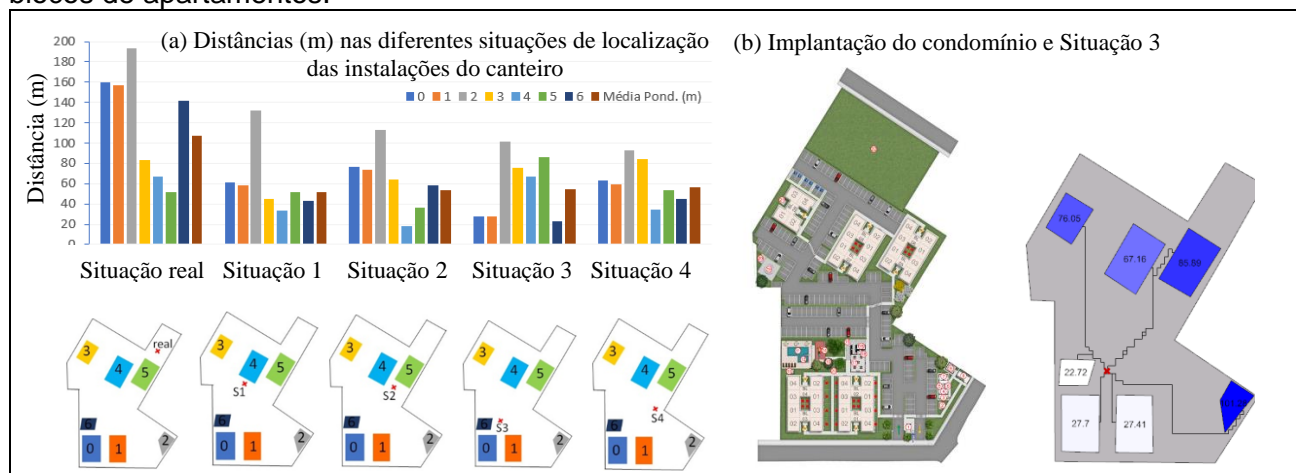 blocos de apartamentos.
(a) Distâncias (m) nas diferentes situações de localização
das instalações do canteiro
0 1 2 3 4 5 6 Média Pond. (m)
Distância (m)
200
180
160
140
120
100
80
60
40
20
0
Situação real Situação 1 Situação 2 Situação 3 Situação 4
real
3 4 5 6 0 1 2
S1
3 4 5 6 0 1 2
S2
3 4 5 6 0 1 2
S3
3 4 5 6 0 1 2
S4
3 4 5 6 0 1 2
(b) Implantação do condomínio e Situação 3
76.05
67.16
85.89
22.72
27.7
27.41